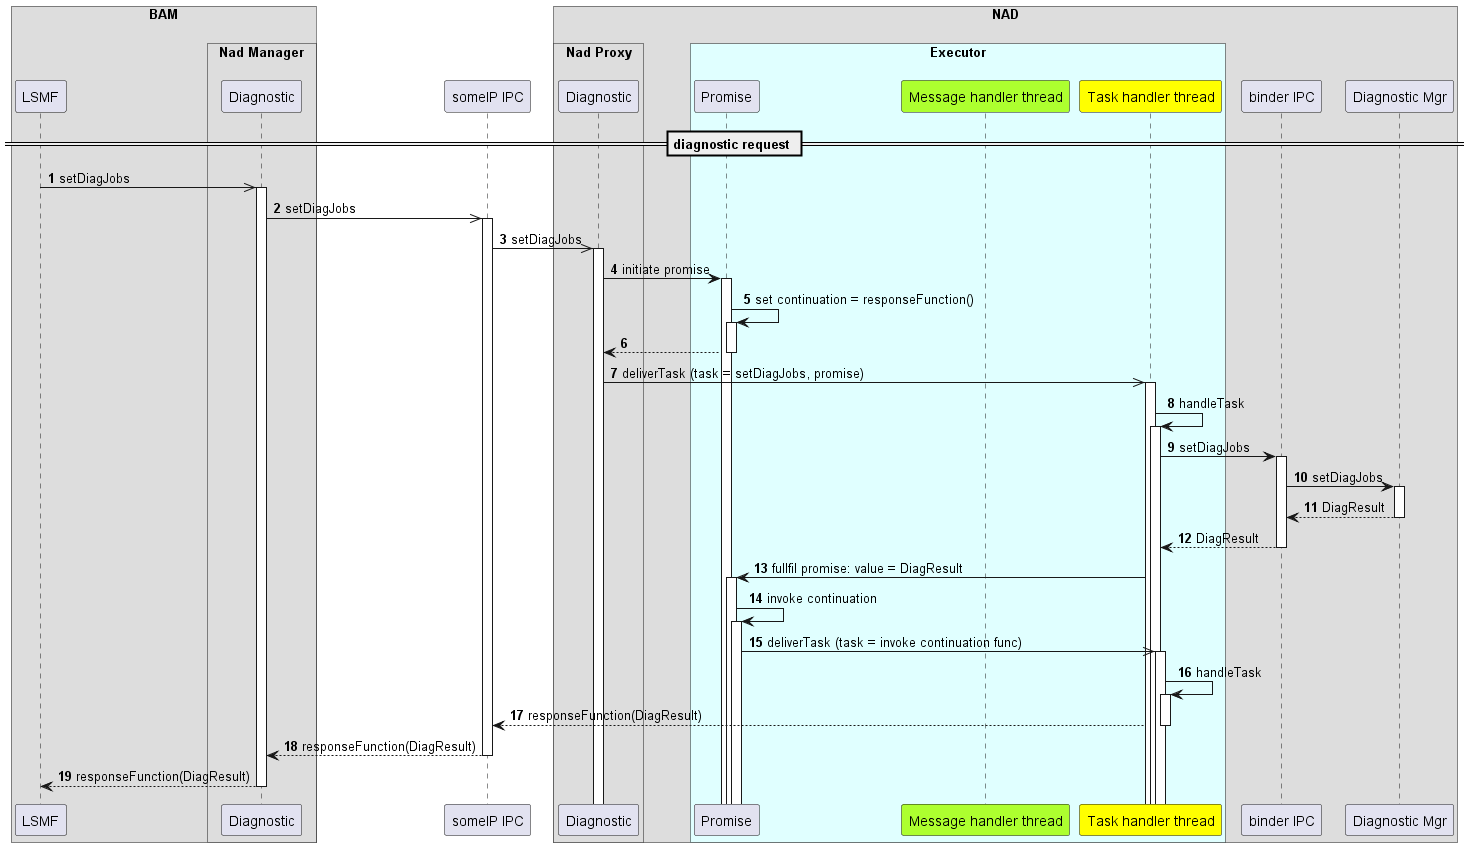 BAM
NAD
Nad Manager
Nad Proxy
Executor
LSMF
Diagnostic
someIP IPC
Diagnostic
Promise
Message handler thread
Task handler thread
binder IPC
Diagnostic Mgr
diagnostic request
1 setDiagJobs
2 setDiagJobs
3 setDiagJobs
4 initiate promise
5 set continuation = responseFunction()
6
7 deliverTask (task = setDiagJobs, promise)
8 handleTask
9 setDiagJobs
10 setDiagJobs
11 DiagResult
12 DiagResult
13 fullfil promise: value = DiagResult
14 invoke continuation
15 deliverTask (task = invoke continuation func)
16 handleTask
17 responseFunction(DiagResult)
18 responseFunction(DiagResult)
19 responseFunction(DiagResult)
LSMF
Diagnostic
someIP IPC
Diagnostic
Promise
Message handler thread
Task handler thread
binder IPC
Diagnostic Mgr